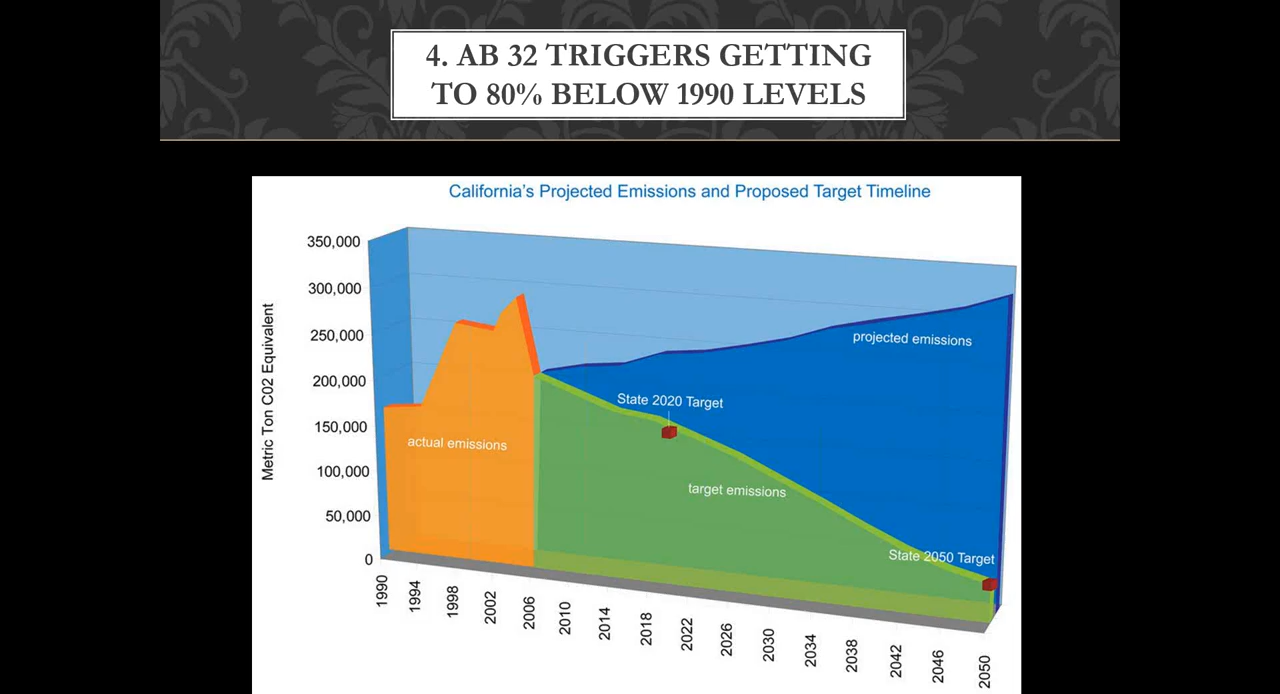 4. AB 32 TRIGGERS GETTING
TO 80% BELOW 1990 LEVELS
California's Projected Emissions and Proposed Target Timeline
Metric Ton C02 Equivalent
350,000
300,000
250,000
200,000
150,000
100,000
50,000
0
projected emissions
State 2020 Target
actual emissions
target emissions
State 2050 Target
1990
1994
1998
2002
2006
2010
2014
2018
2022
2026
2030
2034
2038
2042
2046
2050